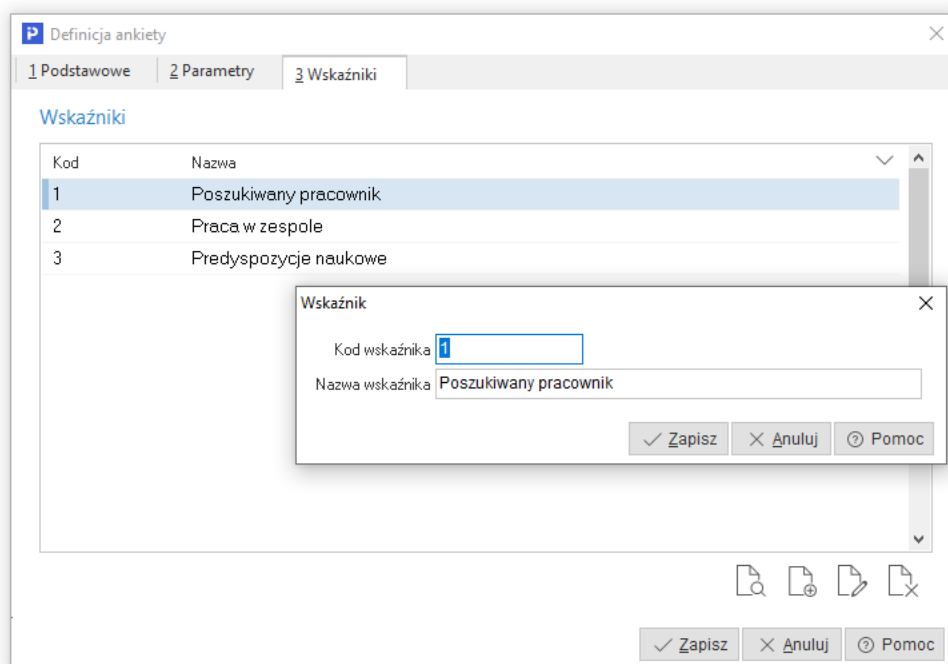 Definicja ankiety
1 Podstawowe 2 Parametry 3 Wskaźniki
Wskaźniki
Kod Nazwa
1 Poszukiwany pracownik
2 Praca w zespole
3 Predyspozycje naukowe
Wskaźnik
Kod wskaźnika 1
Nazwa wskaźnika Poszukiwany pracownik
Zapisz Anuluj Pomoc
Zapisz Anuluj Pomoc